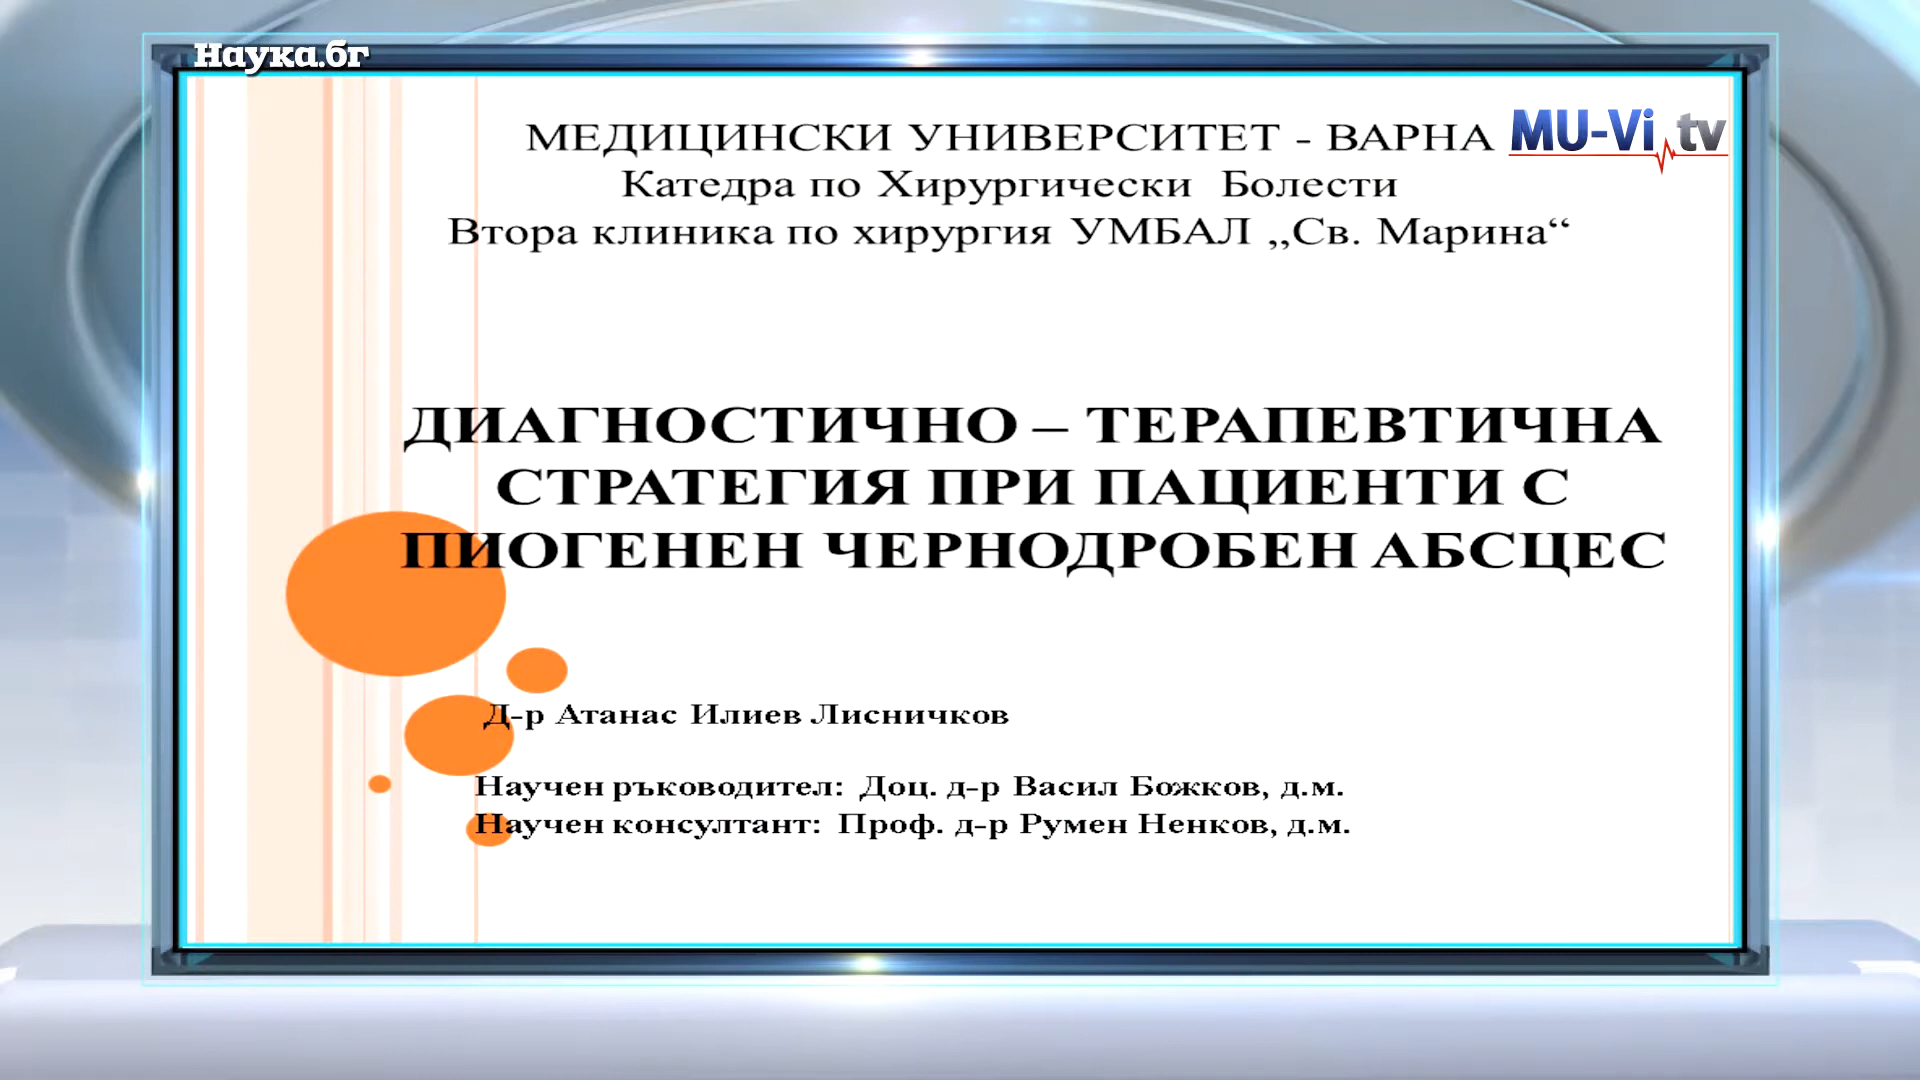 Наука.бг
MU-Vi.tv
МЕДИЦИНСКИ УНИВЕРСИТЕТ - ВАРНА
Катедра по Хирургически Болести
Втора клиника по хирургия УМБАЛ „Св. Марина“
ДИАГНОСТИЧНО – ТЕРАПЕВТИЧНА
СТРАТЕГИЯ ПРИ ПАЦИЕНТИ С
ПИОГЕНЕН ЧЕРНОДРОБЕН АБСЦЕС
Д-р Атанас Илиев Лисничков
Научен ръководител: Доц. д-р Васил Божков, д.м.
Научен консултант: Проф. д-р Румен Ненков, д.м.